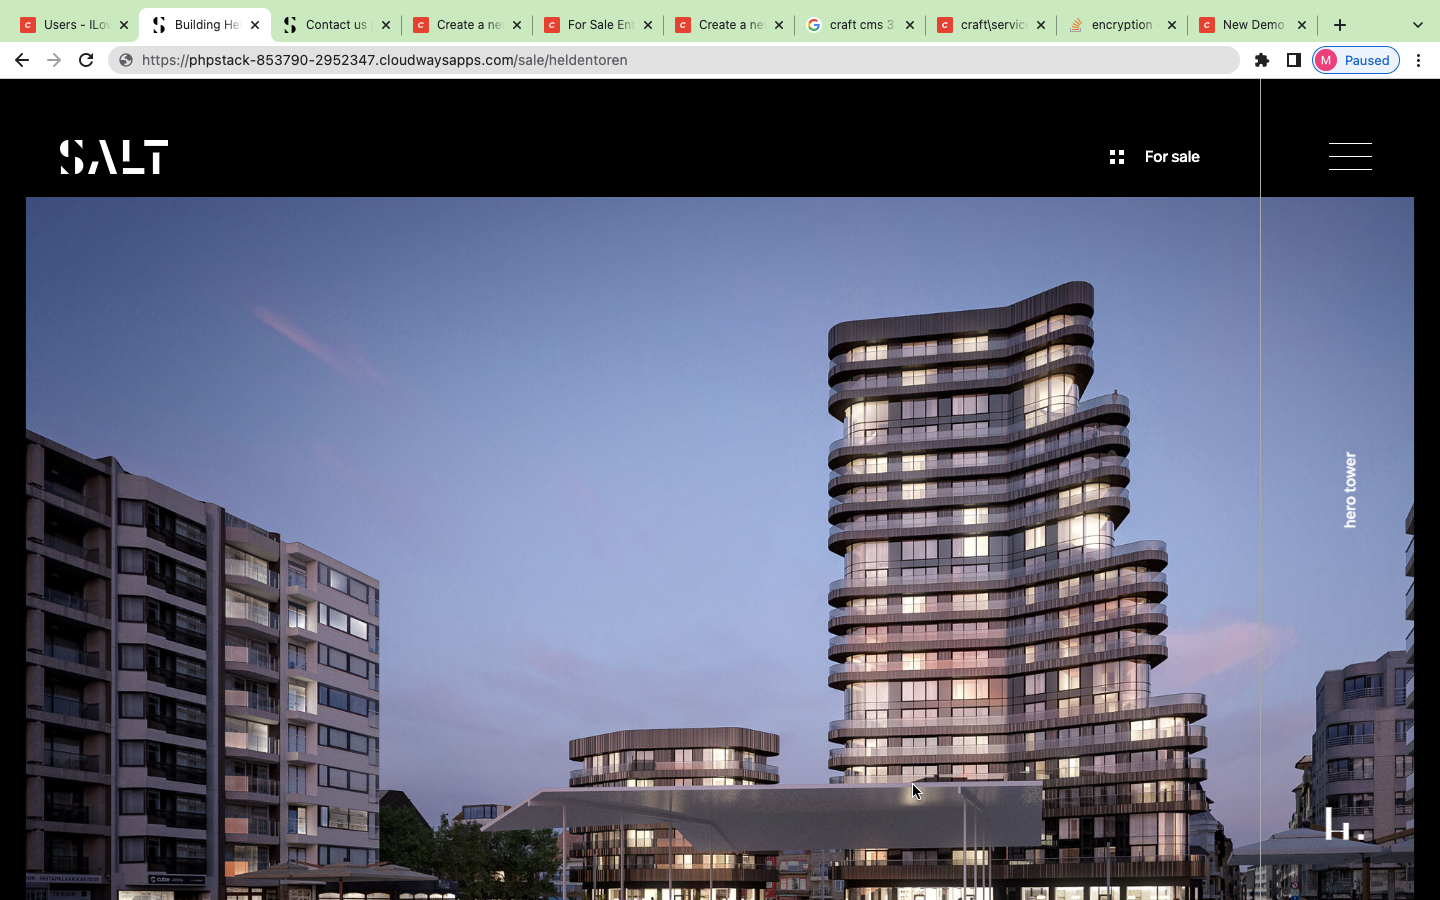 Users - ILov
Building He
Contact us
Create a ne
For Sale Ent
Create a ne
craft cms 3
craft\servic
encryption -
New Demo
https://phpstack-853790-2952347.cloudwaysapps.com/sale/heldentoren
M
Paused
SALT
For sale
hero tower
h.